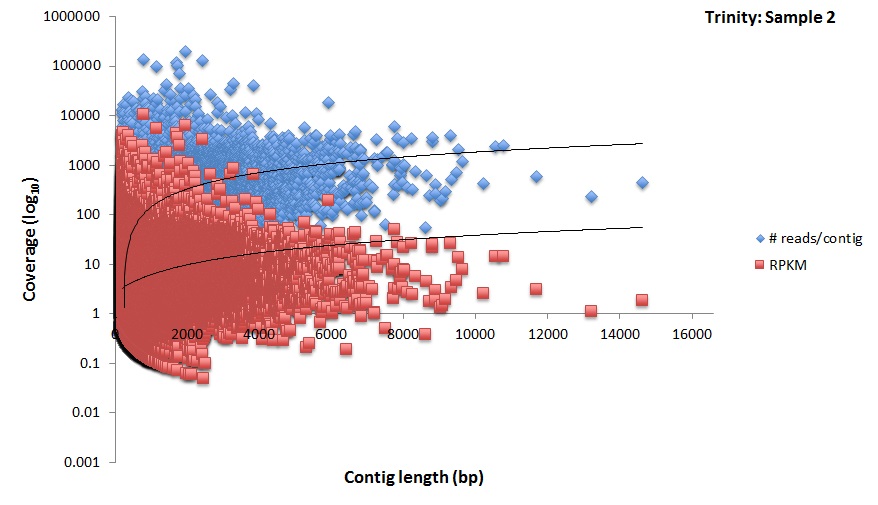 Trinity: Sample 2
1000000
100000
10000
1000
100
10
1
0.1
0.01
0.001
0 2000 4000 6000 8000 10000 12000 14000 16000
Coverage (log10)
Contig length (bp)
# reads/contig
RPKM